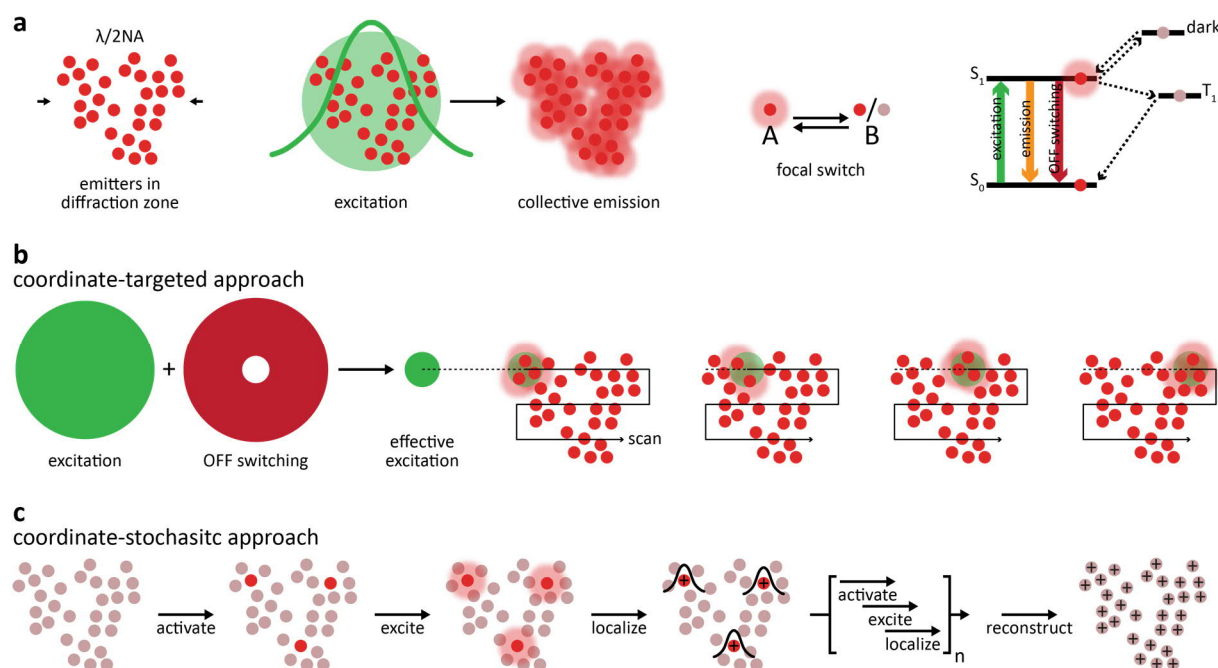 a
λ/2NA
emitters in
diffraction zone
excitation
collective emission
A
/
B
focal switch
S1
S0
excitation
emission
OFF switching
dark
T1
b
coordinate-targeted approach
excitation
+
OFF switching
effective
excitation
scan
c
coordinate-stochasitc approach
activate
excite
localize
activate
excite
localize
n
reconstruct